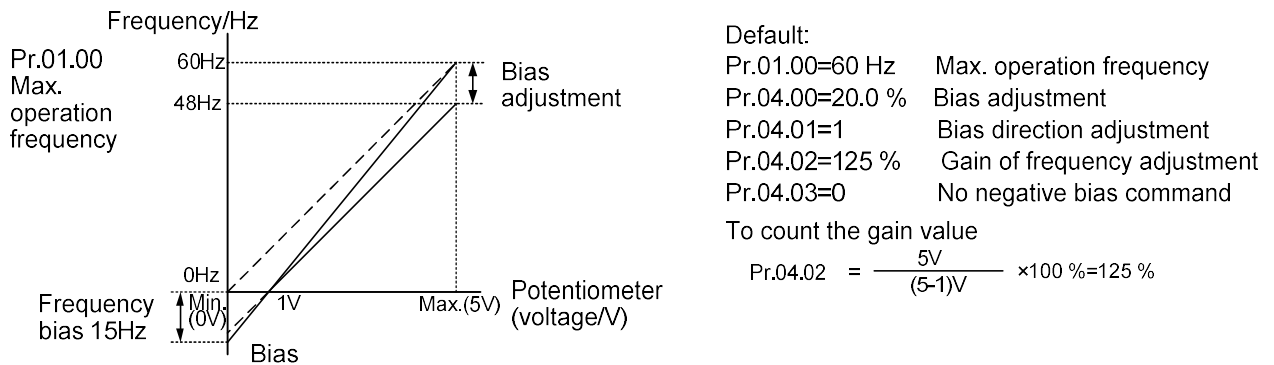 Frequency/Hz
Pr.01.00
Max.
operation
frequency
60Hz
48Hz
Bias
adjustment
0Hz
Frequency
bias 15Hz
Min.
(0V)
1V
Max.(5V)
Potentiometer
(voltage/V)
Bias
Default:
Pr.01.00=60 Hz Max. operation frequency
Pr.04.00=20.0 % Bias adjustment
Pr.04.01=1 Bias direction adjustment
Pr.04.02=125 % Gain of frequency adjustment
Pr.04.03=0 No negative bias command
To count the gain value
5V
Pr.04.02 = ×100 %=125 %
(5-1)V